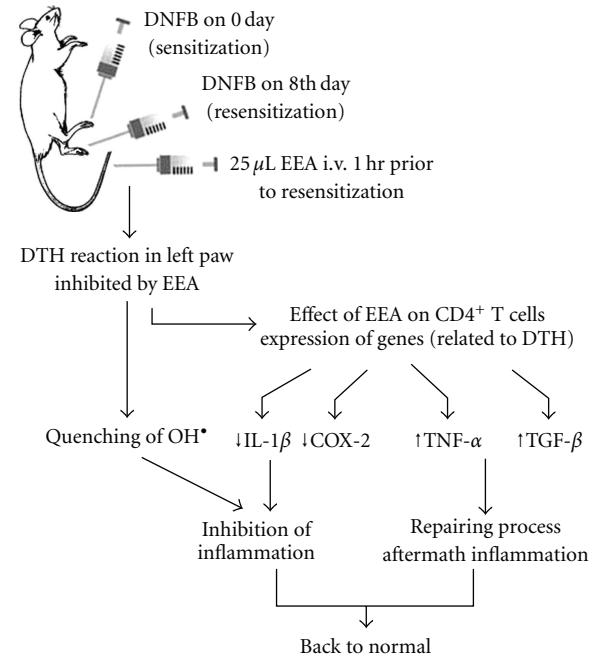 DNFB on 0 day
(sensitization)
DNFB on 8th day
(resensitization)
25 μL EEA i.v. 1 hr prior
to resensitization
DTH reaction in left paw
inhibited by EEA
Effect of EEA on CD4⁺ T cells
expression of genes (related to DTH)
Quenching of OH•
↓IL-1β ↓COX-2 ↑TNF-α ↑TGF-β
Inhibition of
inflammation
Repairing process
aftermath inflammation
Back to normal